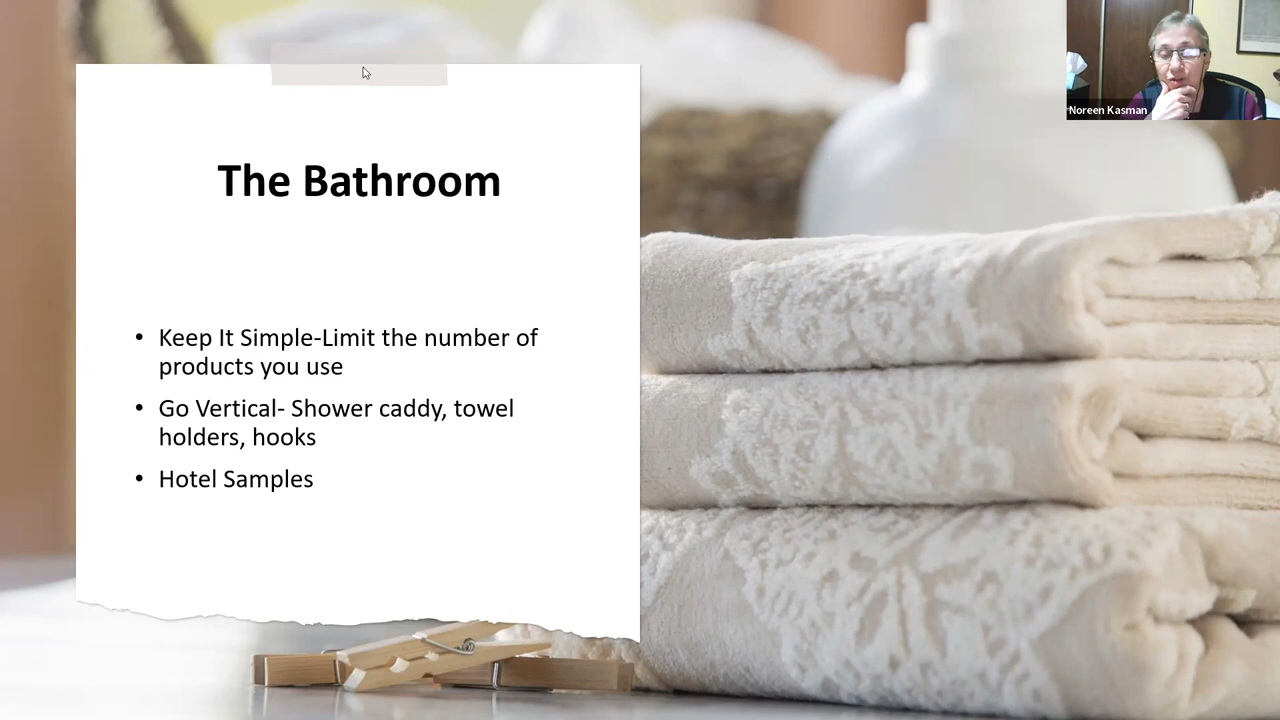 The Bathroom
• Keep It Simple-Limit the number of
products you use
• Go Vertical- Shower caddy, towel
holders, hooks
• Hotel Samples
Noreen Kasman